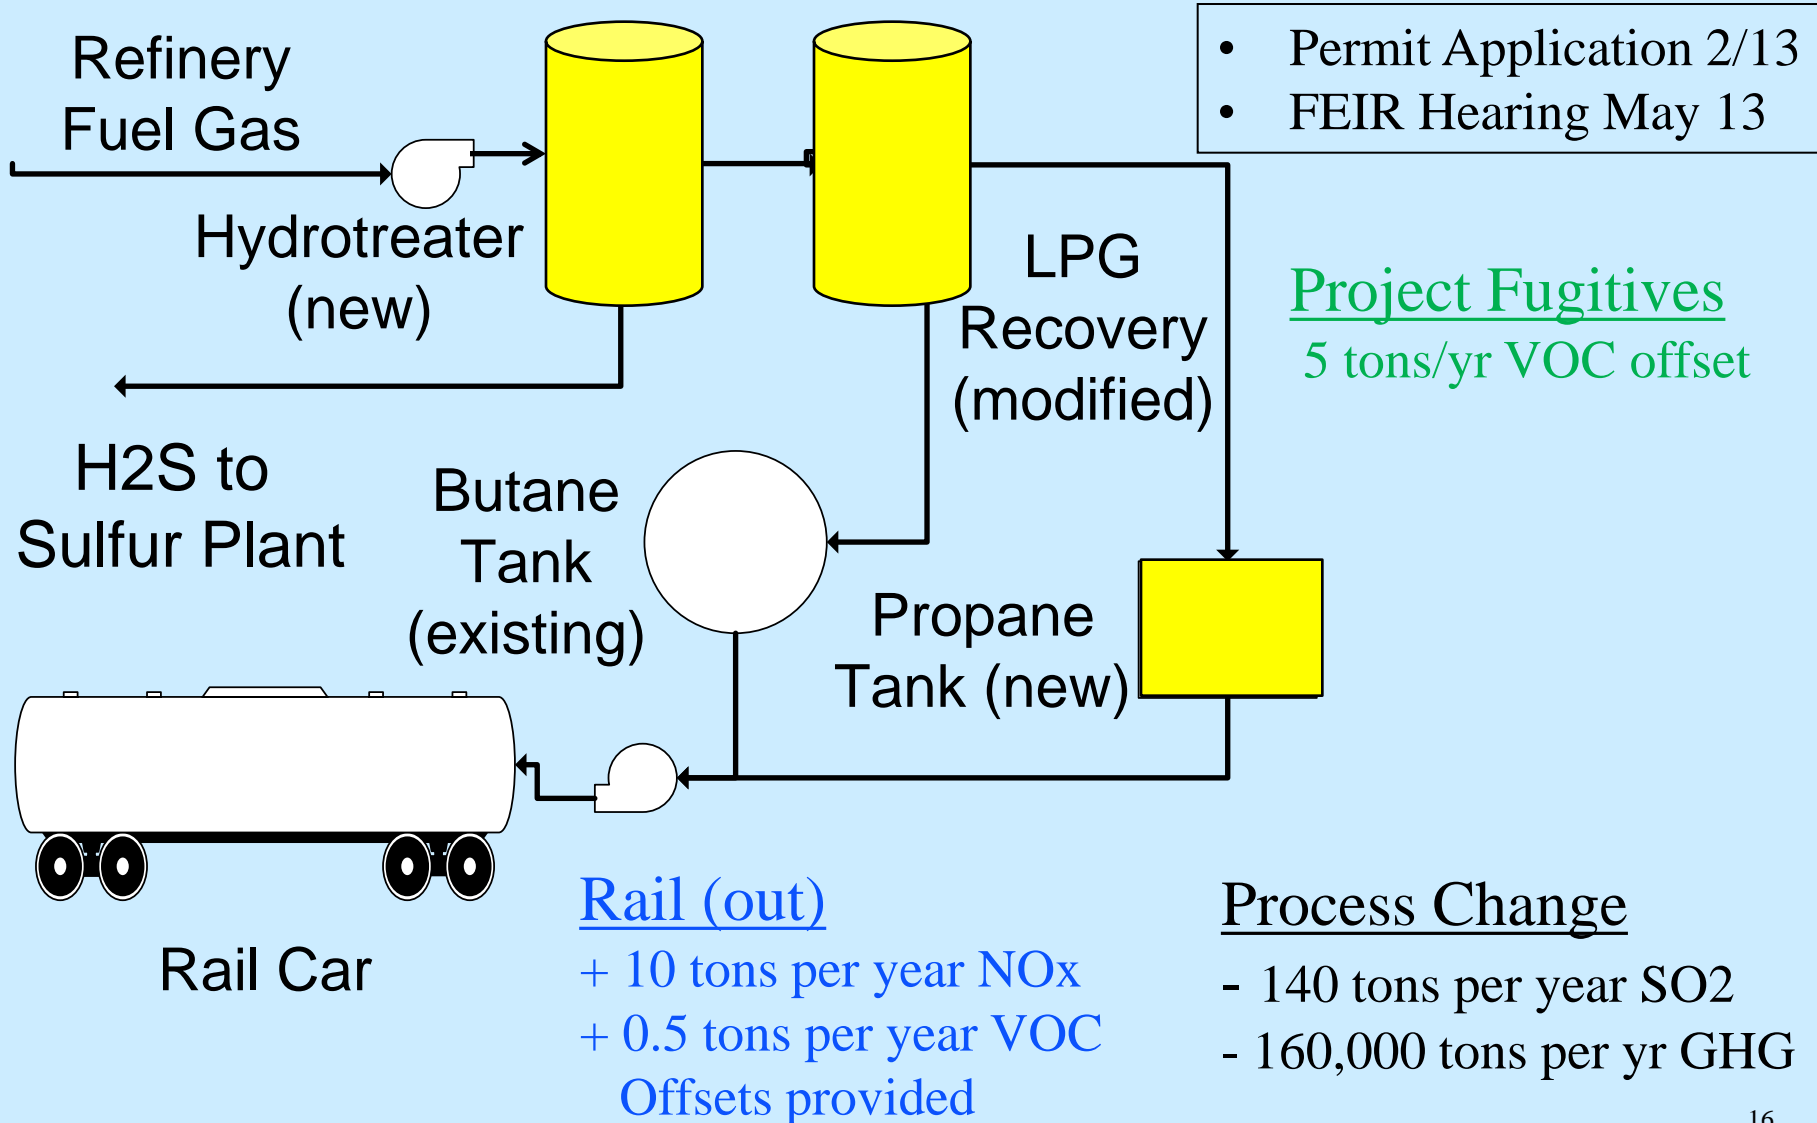 Refinery
Fuel Gas
• Permit Application 2/13
• FEIR Hearing May 13
Hydrotreater
(new)
LPG
Recovery
(modified)
Project Fugitives
5 tons/yr VOC offset
H2S to
Sulfur Plant
Butane
Tank
(existing)
Propane
Tank (new)
Rail Car
Rail (out)
+ 10 tons per year NOx
+ 0.5 tons per year VOC
Offsets provided
Process Change
- 140 tons per year SO2
- 160,000 tons per yr GHG
16